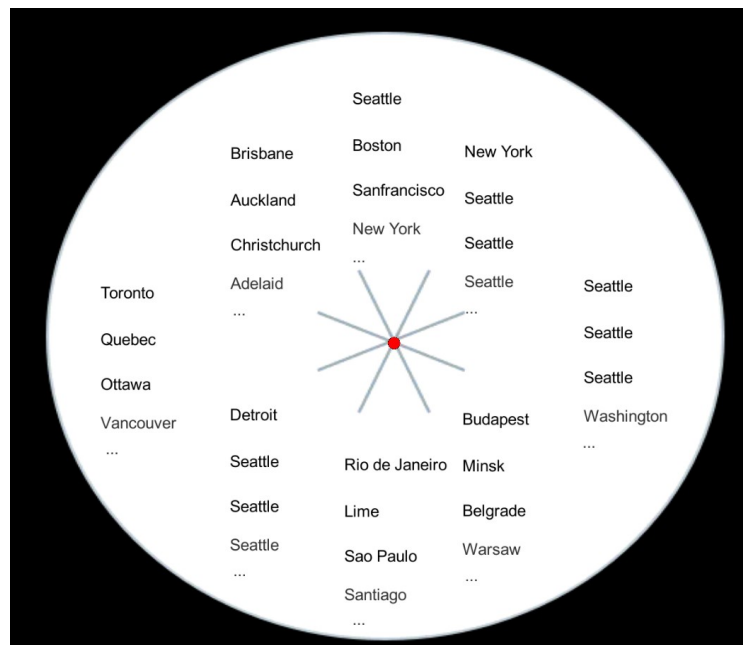 Seattle
Boston
Sanfrancisco
New York
...
Brisbane
Auckland
Christchurch
Adelaid
...
New York
Seattle
Seattle
Seattle
...
Toronto
Quebec
Ottawa
Vancouver
...
Seattle
Seattle
Seattle
Washington
...
Detroit
Seattle
Seattle
Seattle
...
Rio de Janeiro
Lime
Sao Paulo
Santiago
...
Budapest
Minsk
Belgrade
Warsaw
...